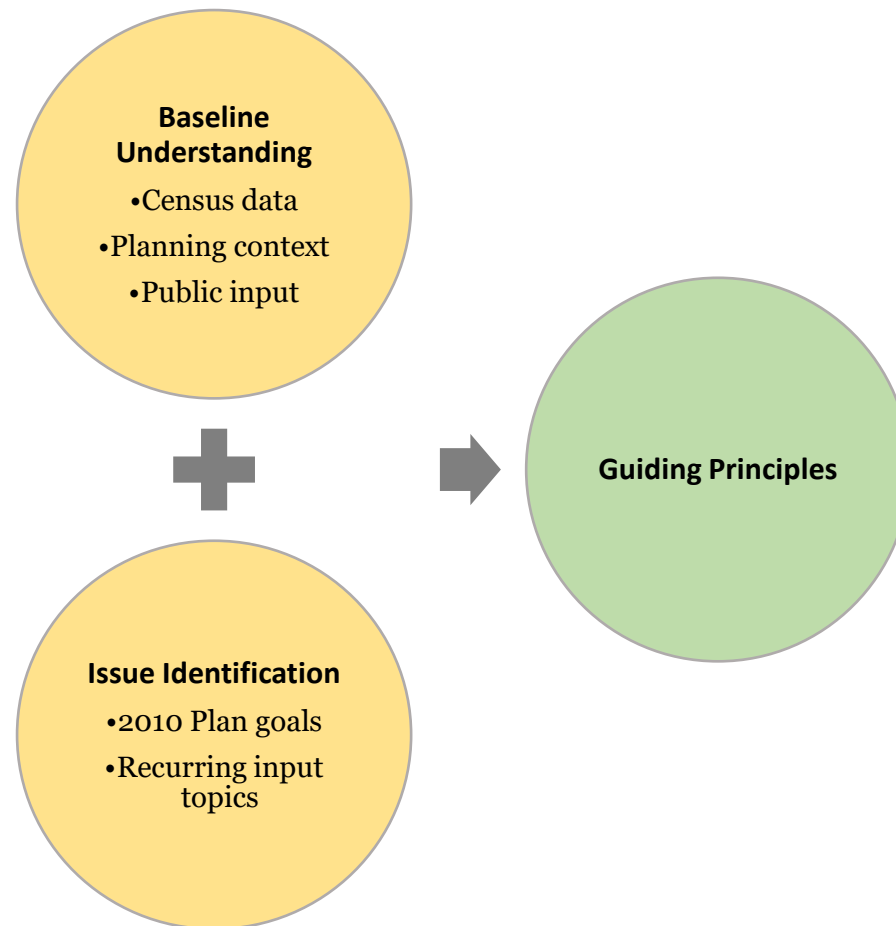 Baseline
Understanding
•Census data
•Planning context
•Public input
Issue Identification
•2010 Plan goals
•Recurring input
topics
Guiding Principles